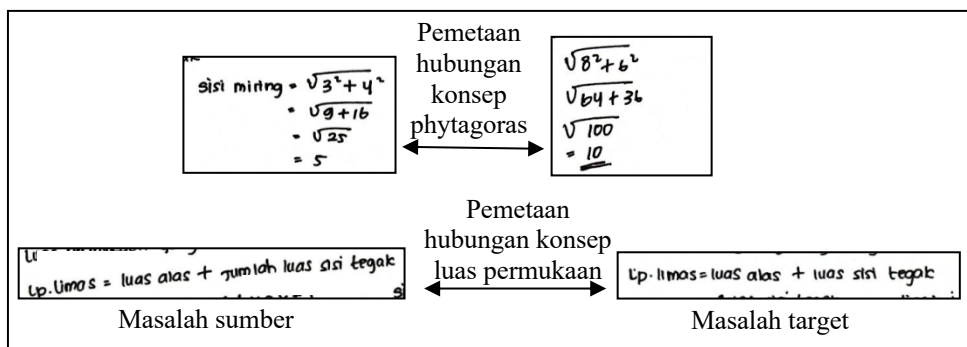 Pemetaan
hubungan
konsep
phytagoras
sisi miring = √3² + 4²
= √9 + 16
= √25
= 5
√8² + 6²
√64 + 36
√100
= 10
Pemetaan
hubungan konsep
luas permukaan
Lp. limas = luas alas + Jumlah luas sisi tegak
Lp. limas = luas alas + luas sisi tegak
Masalah sumber
Masalah target